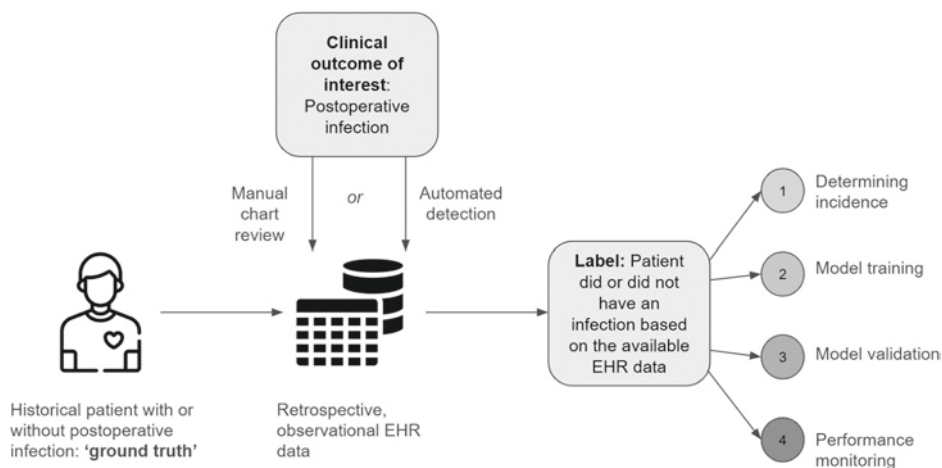 Clinical
outcome of
interest:
Postoperative
infection
Manual
chart
review
or
Automated
detection
Historical patient with or
without postoperative
infection: ‘ground truth’
Retrospective,
observational EHR
data
Label: Patient
did or did not
have an
infection based
on the available
EHR data
1
Determining
incidence
2
Model training
3
Model validation
4
Performance
monitoring